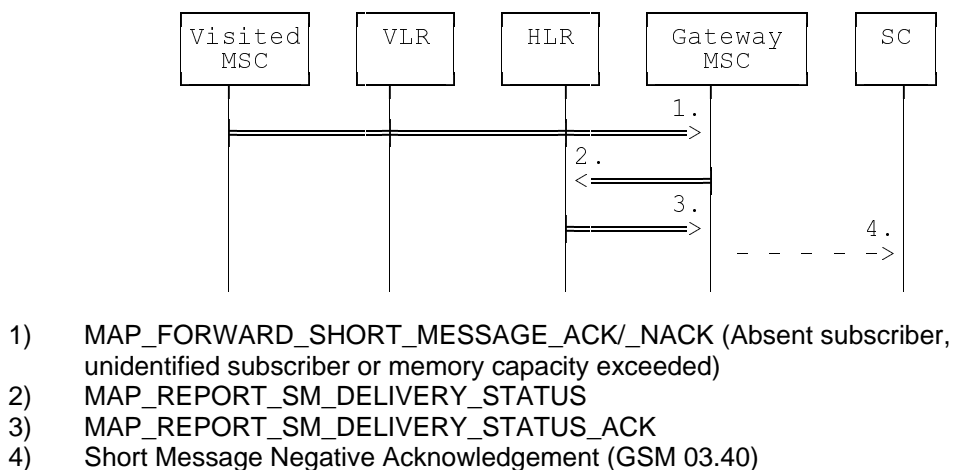 Visited MSC VLR HLR Gateway MSC SC
1.
2.
3.
4.
1) MAP_FORWARD_SHORT_MESSAGE_ACK/_NACK (Absent subscriber,
unidentified subscriber or memory capacity exceeded)
2) MAP_REPORT_SM_DELIVERY_STATUS
3) MAP_REPORT_SM_DELIVERY_STATUS_ACK
4) Short Message Negative Acknowledgement (GSM 03.40)